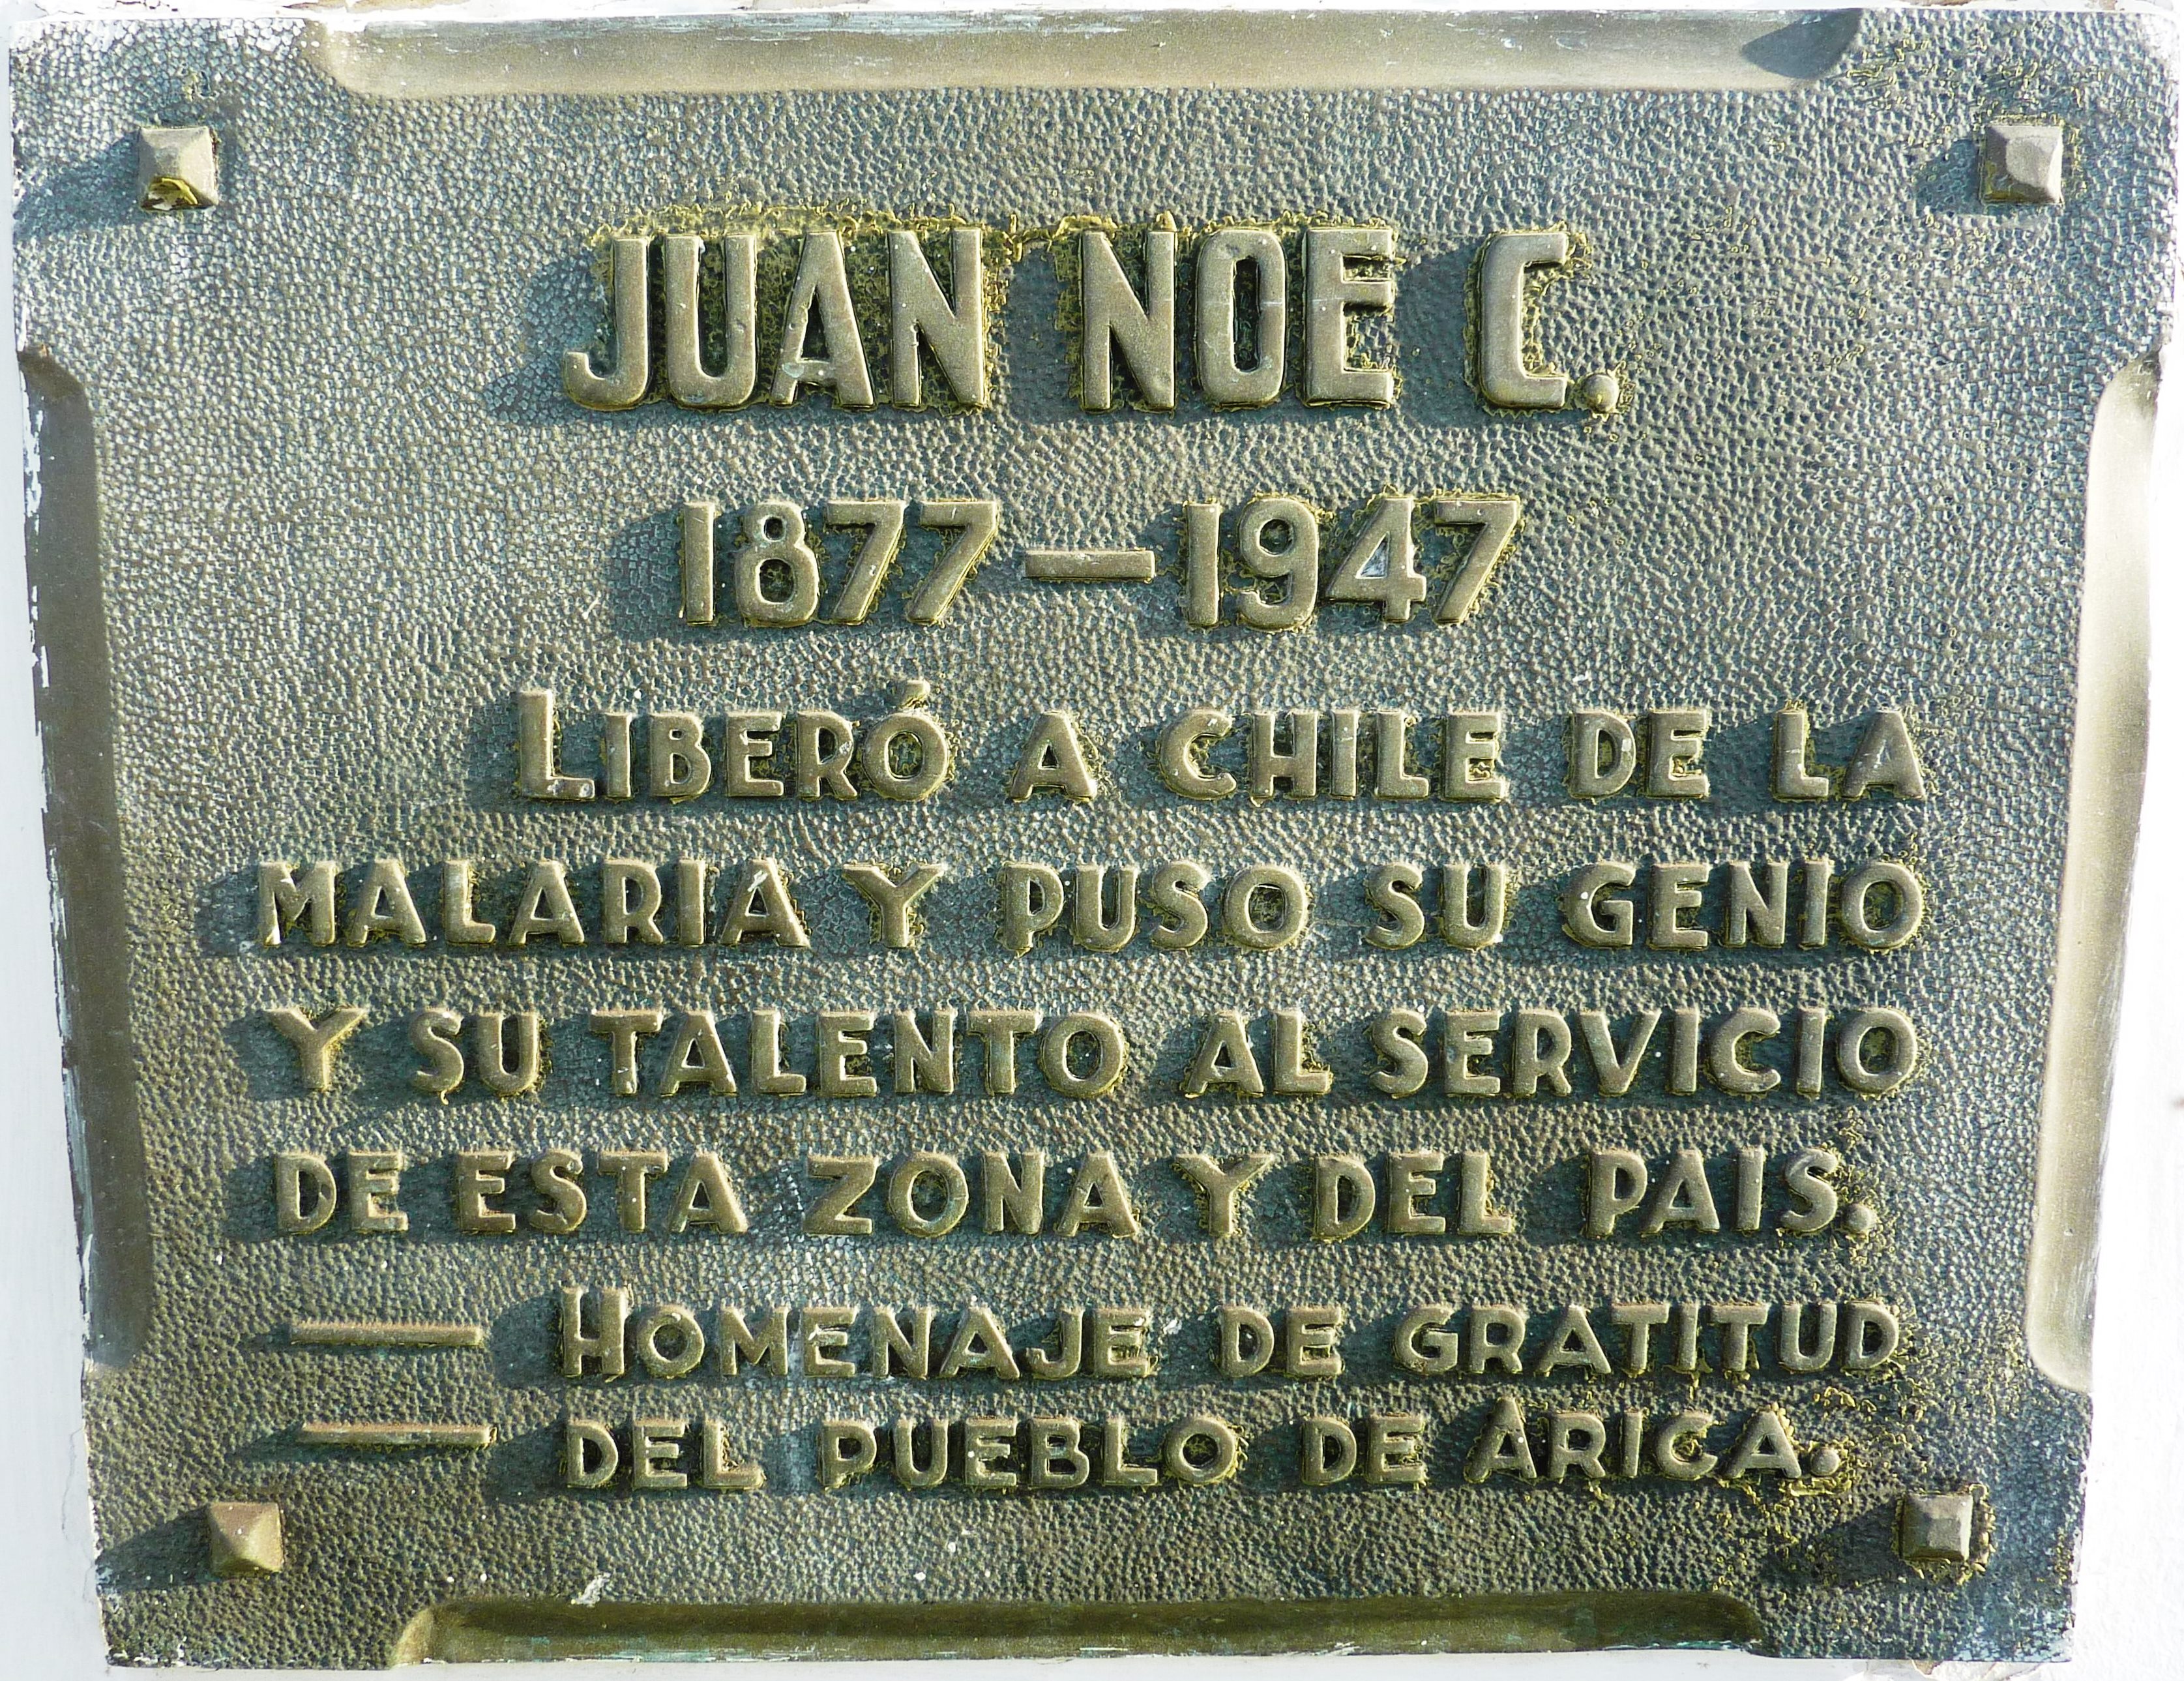 JUAN NOE C.
1877—1947
LIBERÓ A CHILE DE LA
MALARIA Y PUSO SU GENIO
Y SU TALENTO AL SERVICIO
DE ESTA ZONA Y DEL PAIS.
— HOMENAJE DE GRATITUD
— DEL PUEBLO DE ARICA.